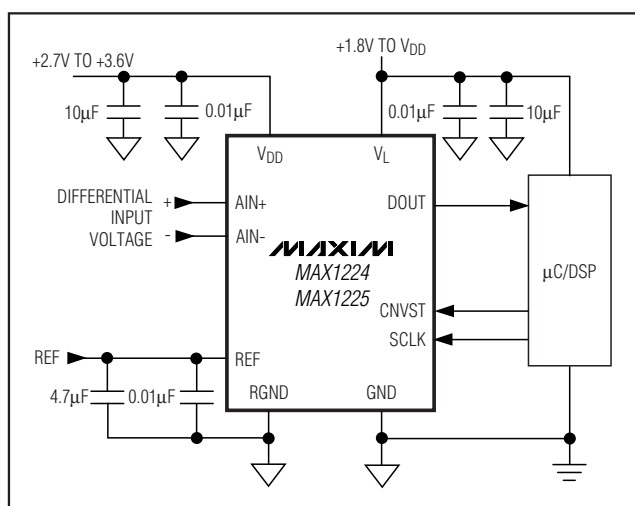 +2.7V TO +3.6V
+1.8V TO VDD
10µF
0.01µF
0.01µF
10µF
VDD
VL
DIFFERENTIAL
INPUT
VOLTAGE
+
-
AIN+
AIN-
DOUT
MAXIM
MAX1224
MAX1225
µC/DSP
CNVST
SCLK
REF
REF
4.7µF
0.01µF
RGND
GND